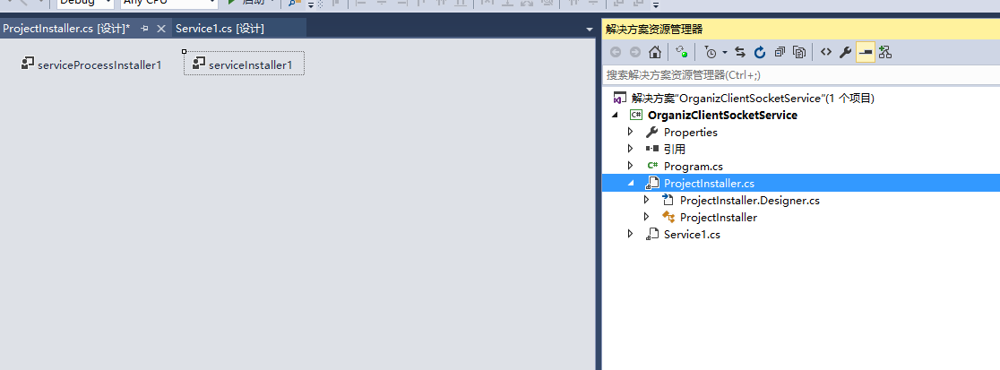 Debug Any CPU 启动
ProjectInstaller.cs [设计]* Service1.cs [设计]
serviceProcessInstaller1 serviceInstaller1
解决方案资源管理器
搜索解决方案资源管理器(Ctrl+;)
解决方案"OrganizClientSocketService"(1 个项目)
C# OrganizClientSocketService
Properties
引用
C# Program.cs
ProjectInstaller.cs
ProjectInstaller.Designer.cs
ProjectInstaller
Service1.cs